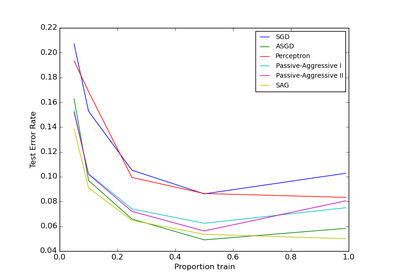 0.22
0.20
0.18
0.16
0.14
0.12
0.10
0.08
0.06
0.04
Test Error Rate
SGD
ASGD
Perceptron
Passive-Aggressive I
Passive-Aggressive II
SAG
0.0 0.2 0.4 0.6 0.8 1.0
Proportion train